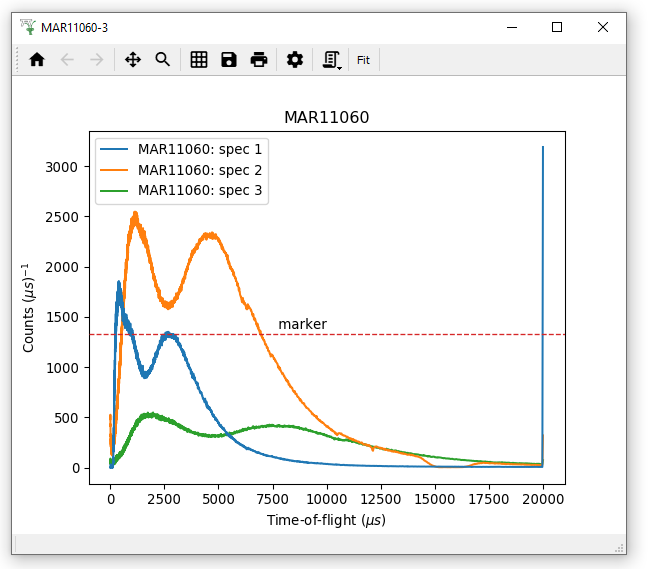 MAR11060-3
Fit
MAR11060
MAR11060: spec 1
MAR11060: spec 2
MAR11060: spec 3
3000
2500
2000
1500
1000
500
0
Counts (μs)⁻¹
marker
0 2500 5000 7500 10000 12500 15000 17500 20000
Time-of-flight (μs)